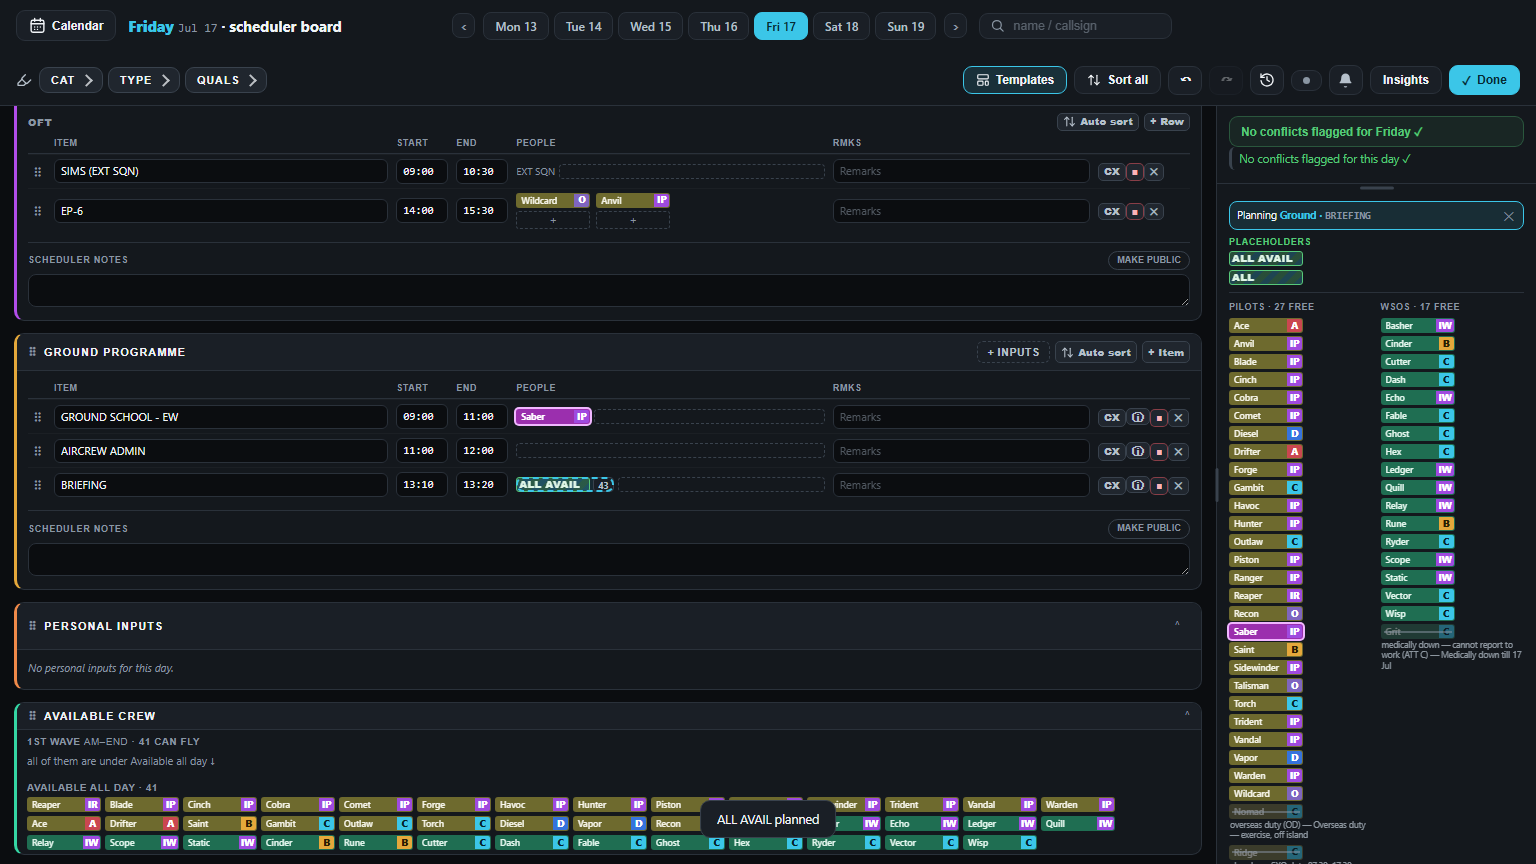 Calendar
Friday Jul 17 · scheduler board
‹ Mon 13 Tue 14 Wed 15 Thu 16 Fri 17 Sat 18 Sun 19 ›
name / callsign
CAT TYPE QUALS
Templates Sort all Insights ✓ Done
OFT
Auto sort + Row
ITEM START END PEOPLE RMKS
SIMS (EXT SQN) 09:00 10:30 EXT SQN Remarks CX
EP-6 14:00 15:30 Wildcard O Anvil IP Remarks CX
+ +
SCHEDULER NOTES MAKE PUBLIC
GROUND PROGRAMME
+ INPUTS Auto sort + Item
ITEM START END PEOPLE RMKS
GROUND SCHOOL - EW 09:00 11:00 Saber IP Remarks CX
AIRCREW ADMIN 11:00 12:00 Remarks CX
BRIEFING 13:10 13:20 ALL AVAIL 43 Remarks CX
SCHEDULER NOTES MAKE PUBLIC
PERSONAL INPUTS
No personal inputs for this day.
AVAILABLE CREW
1ST WAVE AM–END · 41 CAN FLY
all of them are under Available all day ↓
AVAILABLE ALL DAY · 41
Reaper IR Blade IP Cinch IP Cobra IP Comet IP Forge IP Havoc IP Hunter IP Piston inder IP Trident IP Vandal IP Warden IP
Ace A Drifter A Saint B Gambit C Outlaw C Torch C Diesel D Vapor D Recon IW Echo IW Ledger IW Quill IW
Relay IW Scope IW Static IW Cinder B Rune B Cutter C Dash C Fable C Ghost C Hex C Ryder C Vector C Wisp C
ALL AVAIL planned
No conflicts flagged for Friday ✓
No conflicts flagged for this day ✓
Planning Ground · BRIEFING
PLACEHOLDERS
ALL AVAIL
ALL
PILOTS · 27 FREE
Ace A
Anvil IP
Blade IP
Cinch IP
Cobra IP
Comet IP
Diesel D
Drifter A
Forge IP
Gambit C
Havoc IP
Hunter IP
Outlaw C
Piston IP
Ranger IP
Reaper IR
Recon O
Saber IP
Saint B
Sidewinder IP
Talisman O
Torch C
Trident IP
Vandal IP
Vapor D
Warden IP
Wildcard O
Nomad C
overseas duty (OD) — Overseas duty
— exercise, off island
Ridge C
WSOS · 17 FREE
Basher IW
Cinder B
Cutter C
Dash C
Echo IW
Fable C
Ghost C
Hex C
Ledger IW
Quill IW
Relay IW
Rune B
Ryder C
Scope IW
Static IW
Vector C
Wisp C
Grit C
medically down — cannot report to
work (ATT C) — Medically down till 17
Jul